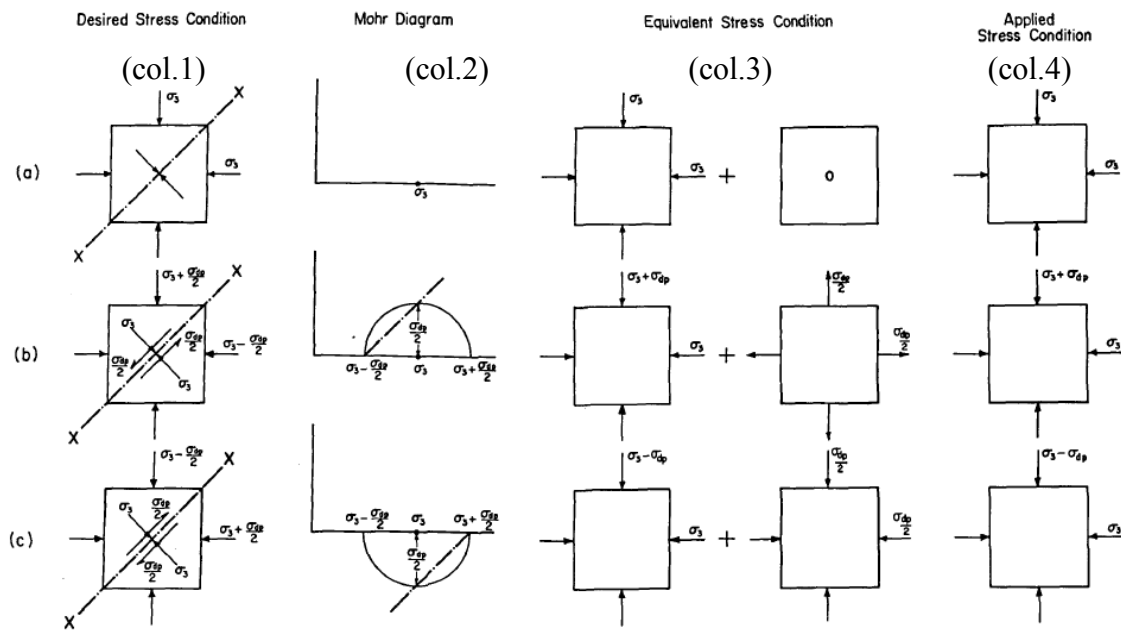 Desired Stress Condition
Mohr Diagram
Equivalent Stress Condition
Applied
Stress Condition
(col.1)
(col.2)
(col.3)
(col.4)
(a)
σ₃
X
σ₃
X
σ₃
σ₃
σ₃
+
O
σ₃
σ₃
(b)
σ₃ + σdp/2
X
σ₃
σdp/2
σdp/2
σ₃
σ₃ - σdp/2
X
σdp/2
σ₃ - σdp/2
σ₃
σ₃ + σdp/2
σ₃ + σdp
σ₃
+
σdp/2
σdp/2
σ₃ + σdp
σ₃
(c)
σ₃ - σdp/2
X
σ₃
σdp/2
σdp/2
σ₃
σ₃ + σdp/2
X
σ₃ - σdp/2
σ₃
σ₃ + σdp/2
σdp/2
σ₃ - σdp
σ₃
+
σdp/2
σdp/2
σ₃ - σdp
σ₃